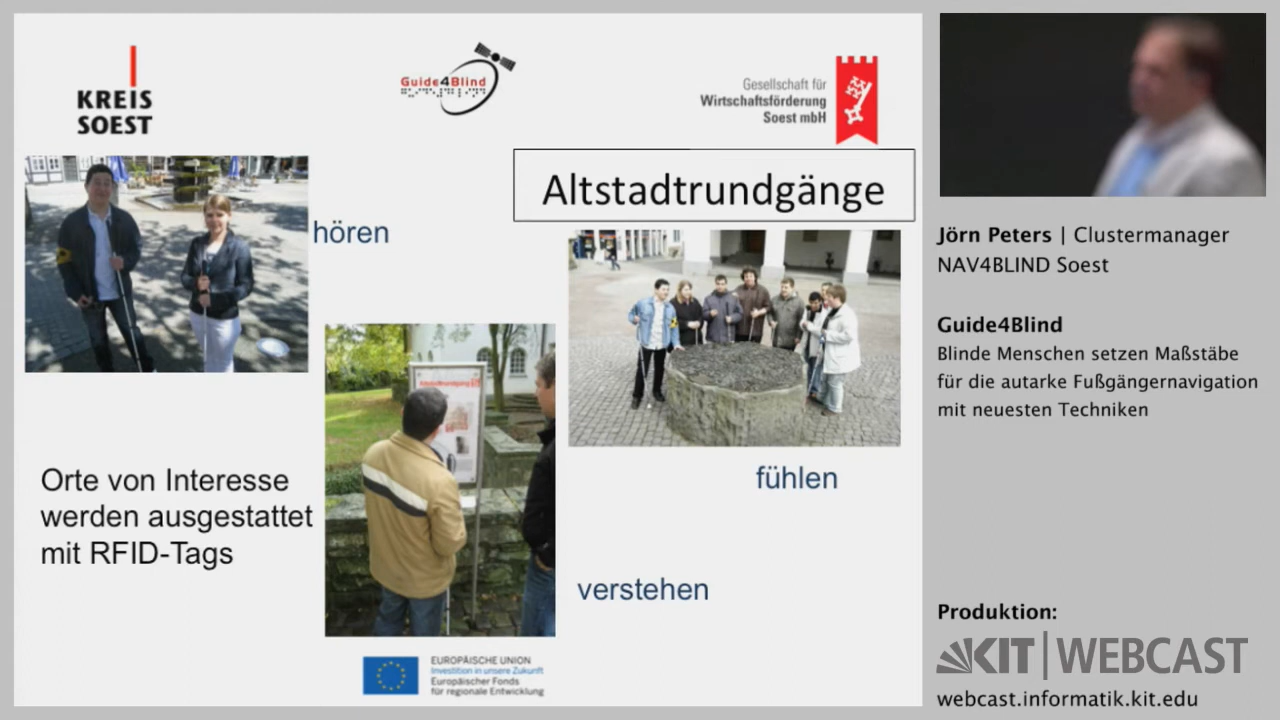 KREIS
SOEST
Guide4Blind
Gesellschaft für
Wirtschaftsförderung
Soest mbH
Altstadtrundgänge
hören
Altstadtrundgang
fühlen
Orte von Interesse
werden ausgestattet
mit RFID-Tags
verstehen
EUROPÄISCHE UNION
Investition in unsere Zukunft
Europäischer Fonds
für regionale Entwicklung
Jörn Peters | Clustermanager
NAV4BLIND Soest
Guide4Blind
Blinde Menschen setzen Maßstäbe
für die autarke Fußgängernavigation
mit neuesten Techniken
Produktion:
KIT | WEBCAST
webcast.informatik.kit.edu